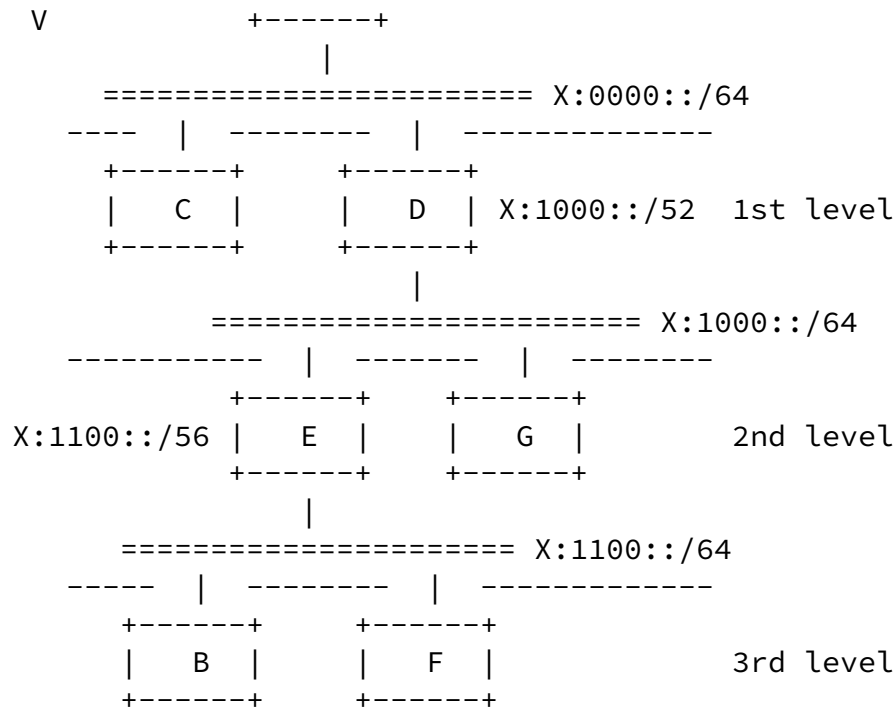 V +------+
|
======================== X:0000::/64
---- | -------- | --------------
+------+ +------+
| C | | D | X:1000::/52 1st level
+------+ +------+
|
======================== X:1000::/64
----------- | ------- | --------
+------+ +------+
X:1100::/56 | E | | G | 2nd level
+------+ +------+
|
====================== X:1100::/64
----- | -------- | -------------
+------+ +------+
| B | | F | 3rd level
+------+ +------+